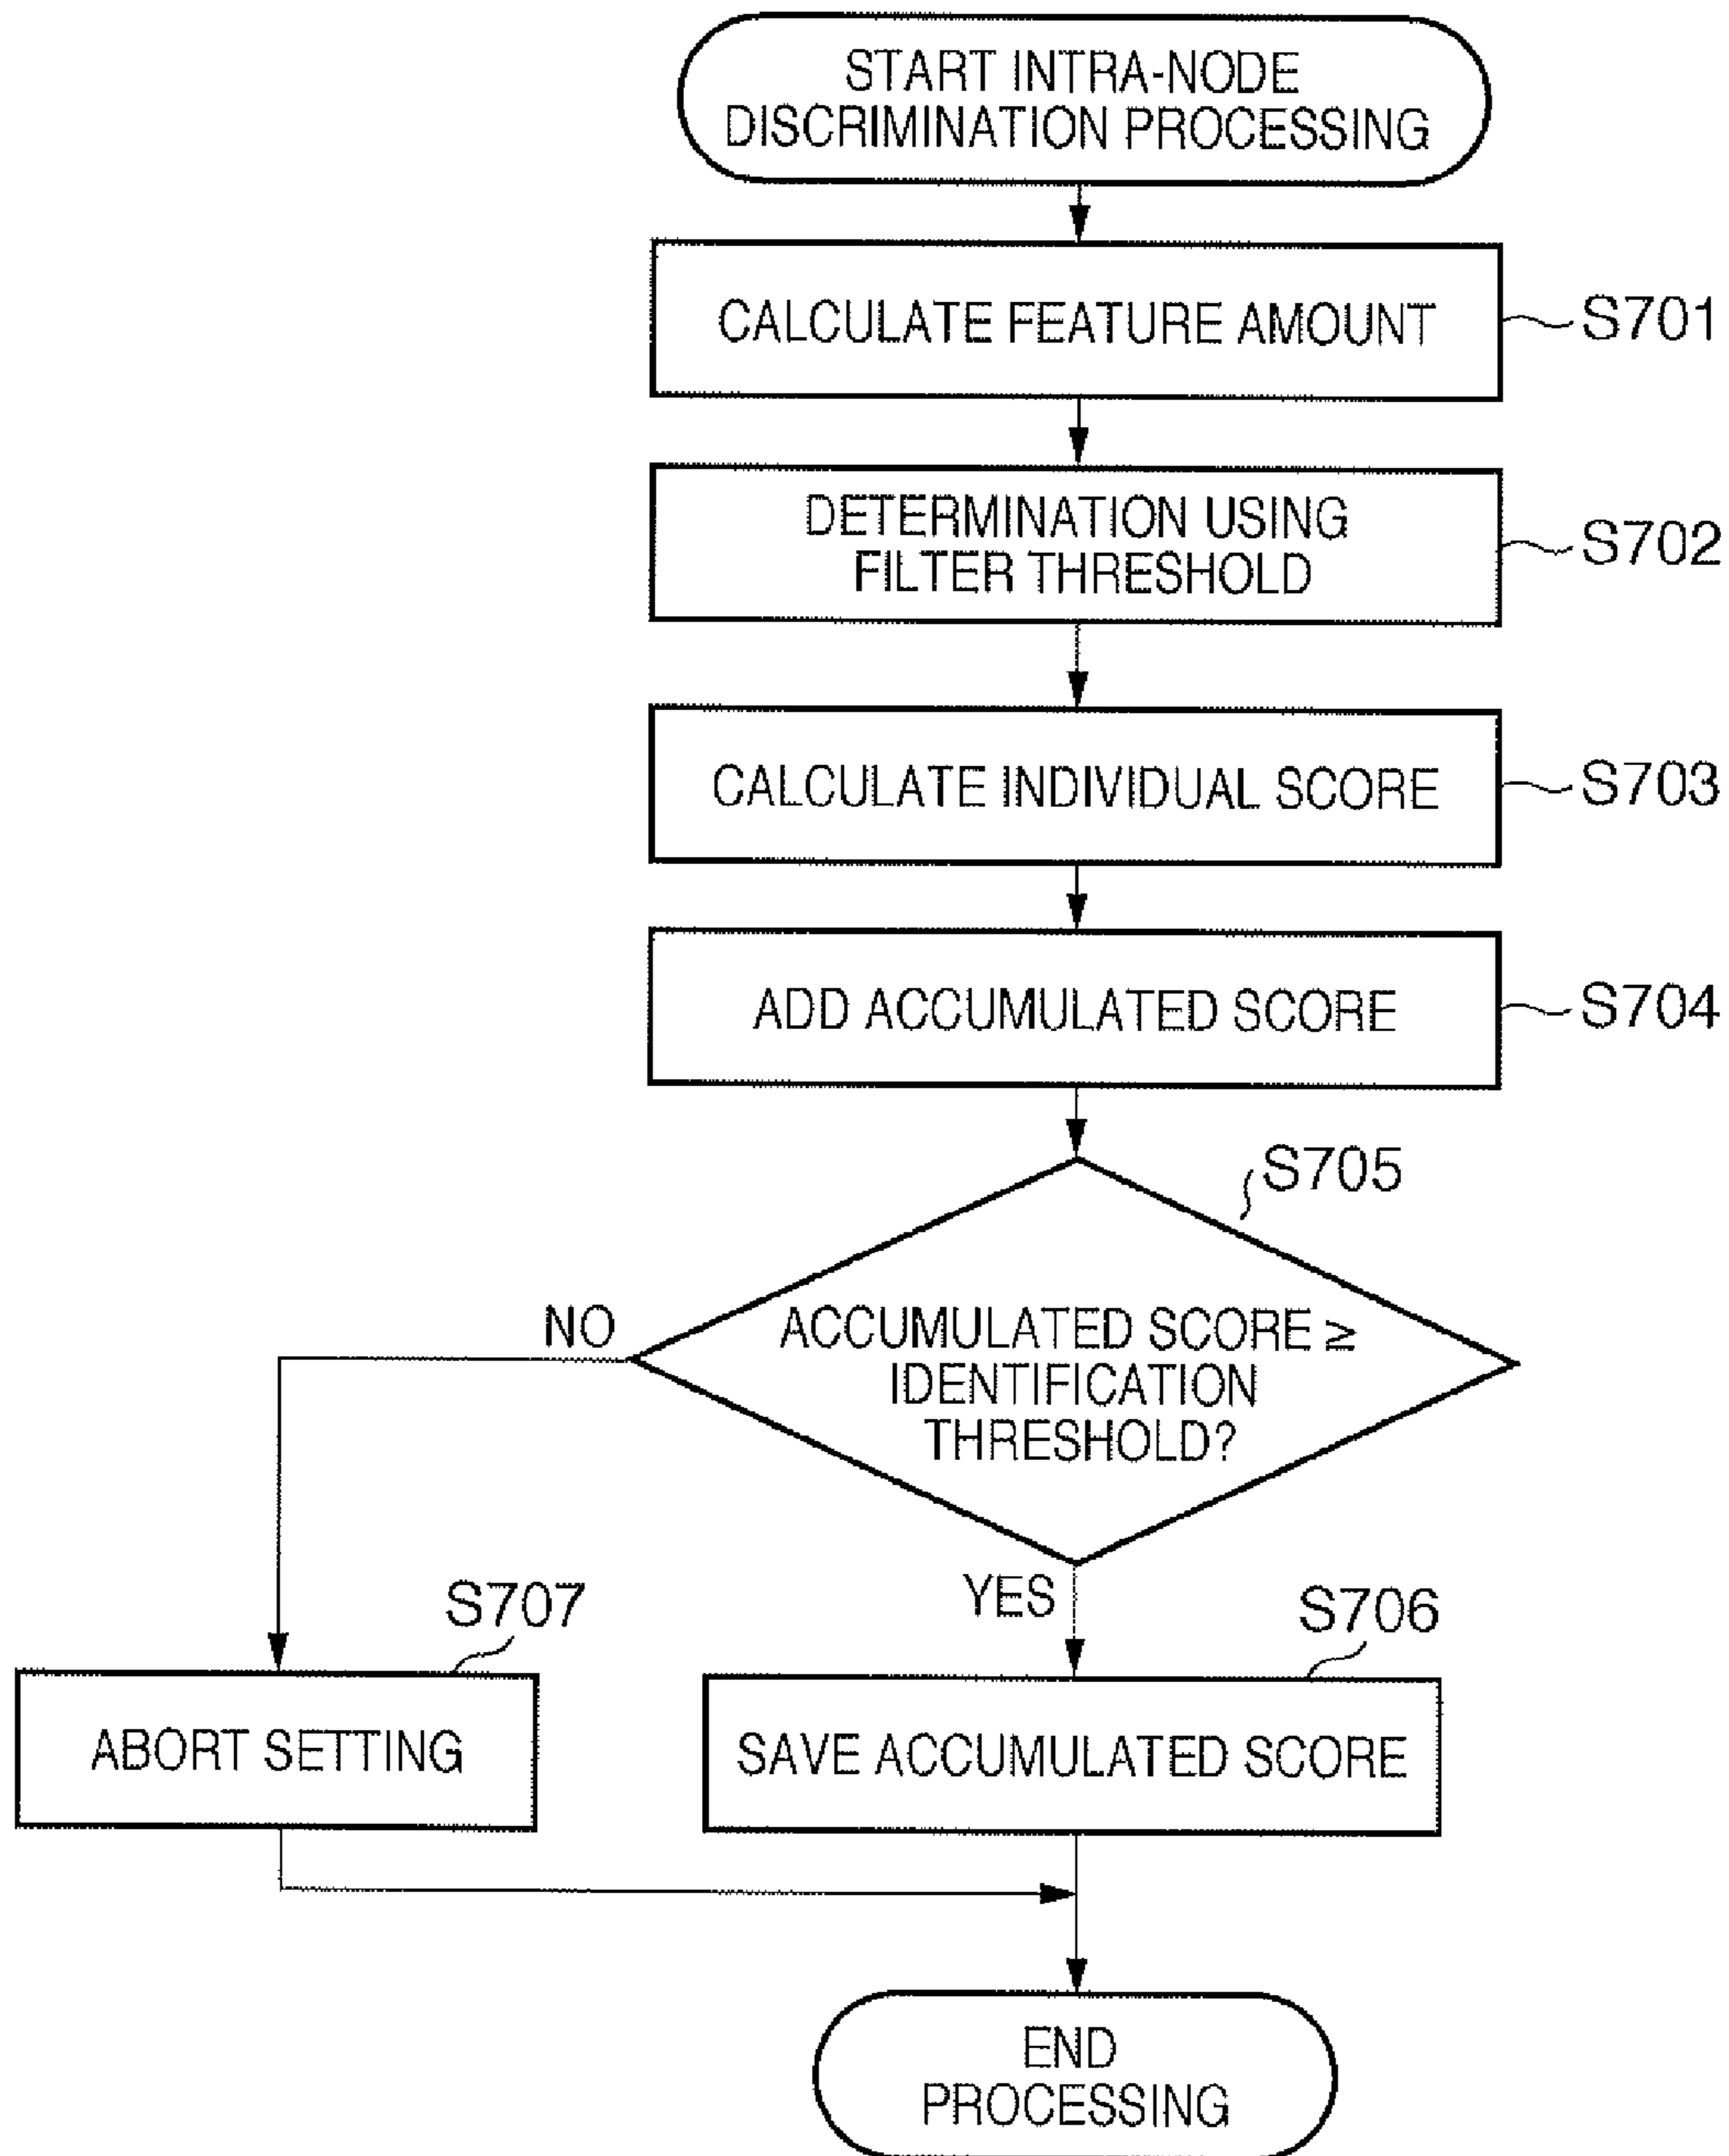 START INTRA-NODE
DISCRIMINATION PROCESSING
CALCULATE FEATURE AMOUNT
S701
DETERMINATION USING
FILTER THRESHOLD
S702
CALCULATE INDIVIDUAL SCORE
S703
ADD ACCUMULATED SCORE
S704
S705
NO
ACCUMULATED SCORE ≥
IDENTIFICATION
THRESHOLD?
YES
S707
S706
ABORT SETTING
SAVE ACCUMULATED SCORE
END
PROCESSING